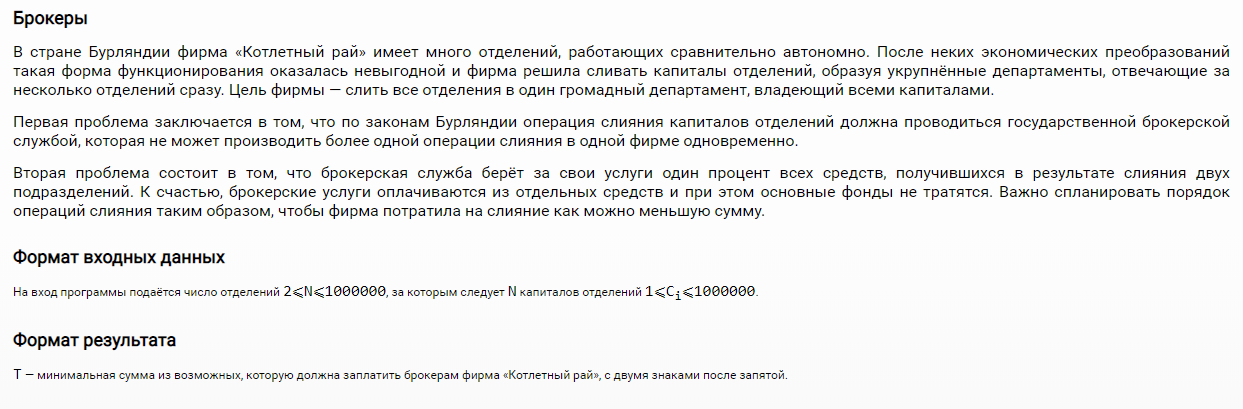 Брокеры
В стране Бурляндии фирма «Котлетный рай» имеет много отделений, работающих сравнительно автономно. После неких экономических преобразований
такая форма функционирования оказалась невыгодной и фирма решила сливать капиталы отделений, образуя укрупнённые департаменты, отвечающие за
несколько отделений сразу. Цель фирмы — слить все отделения в один громадный департамент, владеющий всеми капиталами.
Первая проблема заключается в том, что по законам Бурляндии операция слияния капиталов отделений должна проводиться государственной брокерской
службой, которая не может производить более одной операции слияния в одной фирме одновременно.
Вторая проблема состоит в том, что брокерская служба берёт за свои услуги один процент всех средств, получившихся в результате слияния двух
подразделений. К счастью, брокерские услуги оплачиваются из отдельных средств и при этом основные фонды не тратятся. Важно спланировать порядок
операций слияния таким образом, чтобы фирма потратила на слияние как можно меньшую сумму.
Формат входных данных
На вход программы подаётся число отделений 2⩽N⩽1000000, за которым следует N капиталов отделений 1⩽Cᵢ⩽1000000.
Формат результата
T — минимальная сумма из возможных, которую должна заплатить брокерам фирма «Котлетный рай», с двумя знаками после запятой.